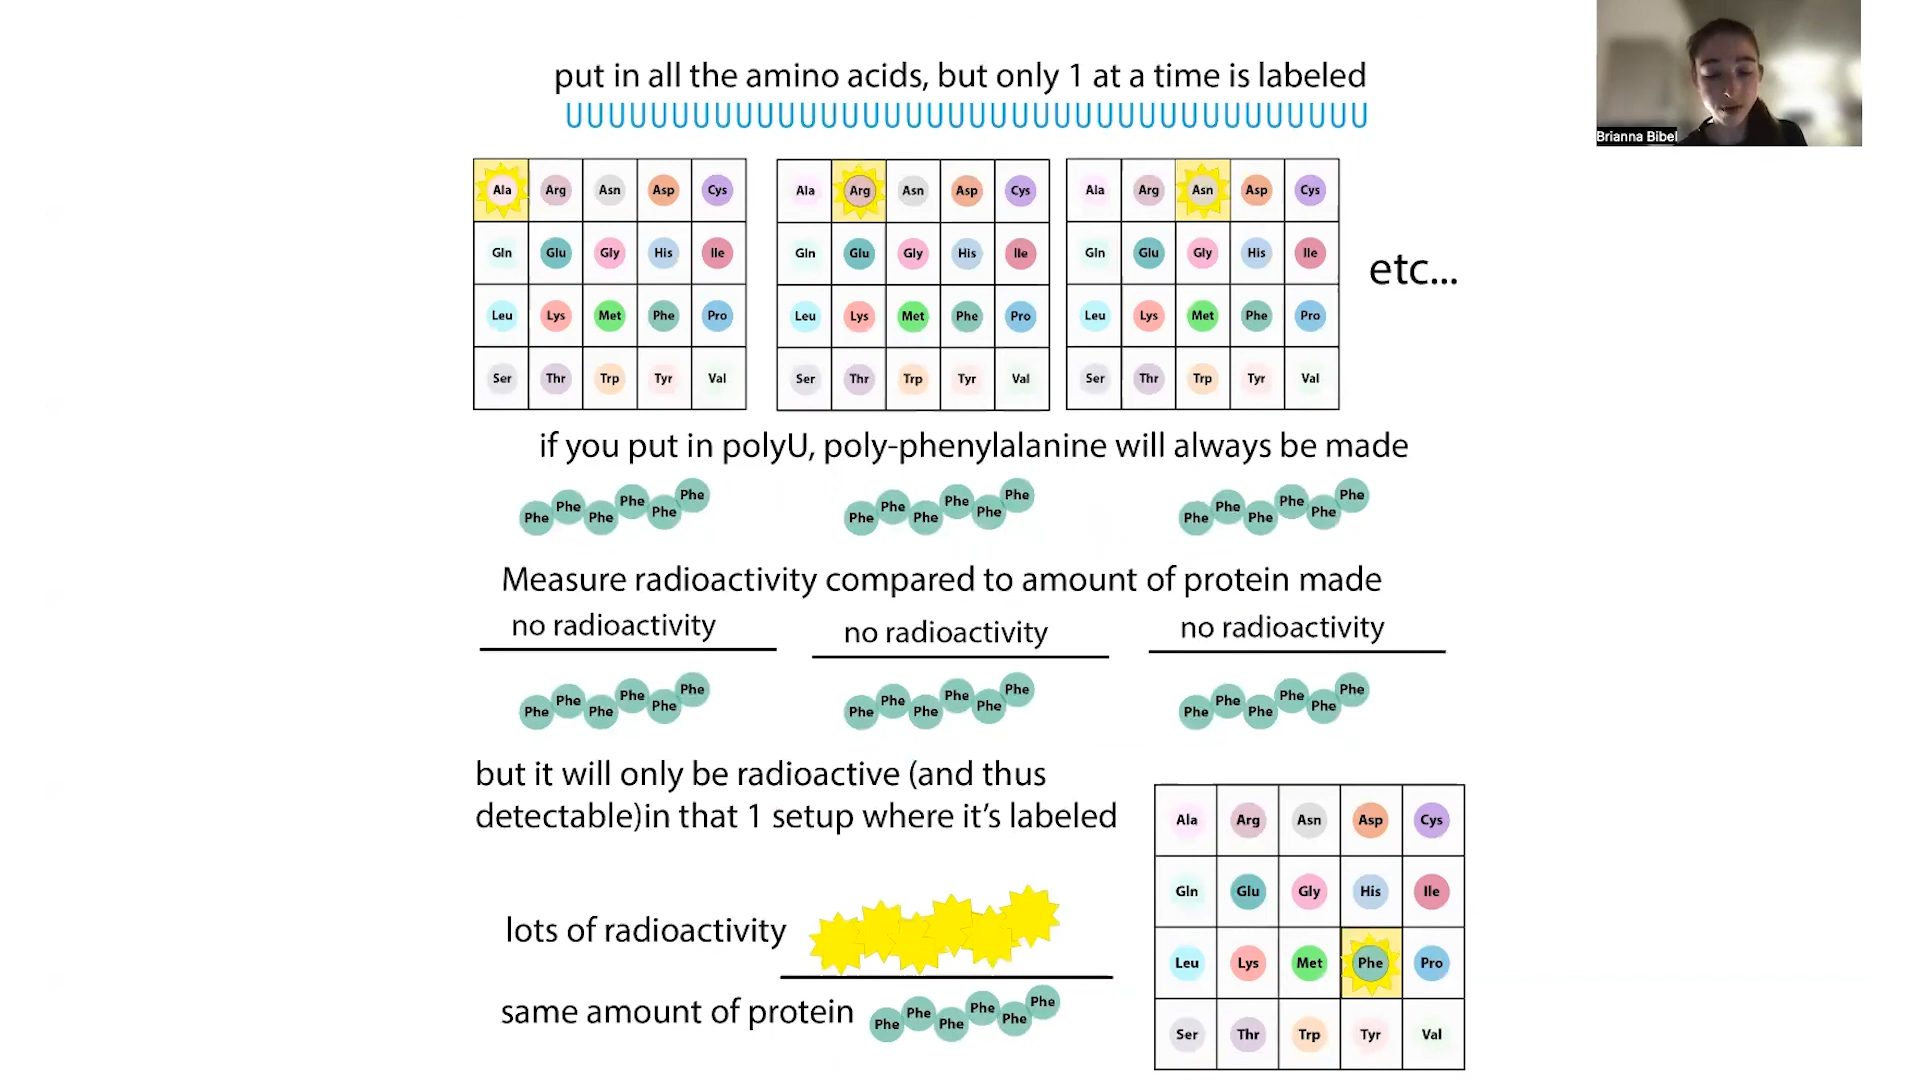 put in all the amino acids, but only 1 at a time is labeled
UUUUUUUUUUUUUUUUUUUUUUUUUUUUUUUUUUUUUU
Ala Arg Asn Asp Cys
Gln Glu Gly His Ile
Leu Lys Met Phe Pro
Ser Thr Trp Tyr Val
Ala Arg Asn Asp Cys
Gln Glu Gly His Ile
Leu Lys Met Phe Pro
Ser Thr Trp Tyr Val
Ala Arg Asn Asp Cys
Gln Glu Gly His Ile
Leu Lys Met Phe Pro
Ser Thr Trp Tyr Val
etc...
if you put in polyU, poly-phenylalanine will always be made
Phe Phe Phe Phe Phe Phe
Phe Phe Phe Phe Phe Phe
Phe Phe Phe Phe Phe Phe
Measure radioactivity compared to amount of protein made
no radioactivity
no radioactivity
no radioactivity
Phe Phe Phe Phe Phe Phe
Phe Phe Phe Phe Phe Phe
Phe Phe Phe Phe Phe Phe
but it will only be radioactive (and thus
detectable)in that 1 setup where it's labeled
lots of radioactivity
same amount of protein
Phe Phe Phe Phe Phe Phe
Ala Arg Asn Asp Cys
Gln Glu Gly His Ile
Leu Lys Met Phe Pro
Ser Thr Trp Tyr Val
Brianna Bibel